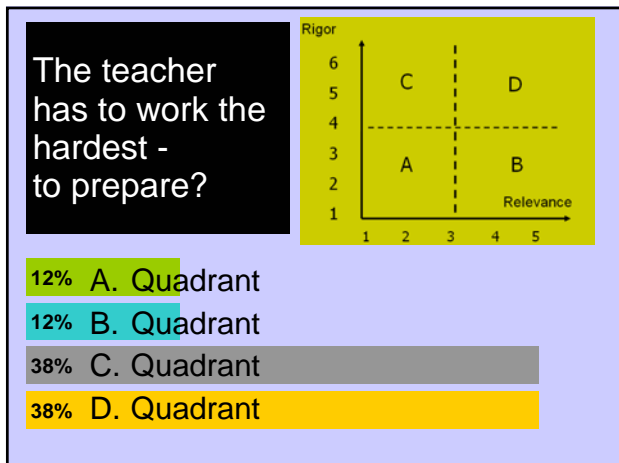 The teacher
has to work the
hardest -
to prepare?
Rigor
6
5
4
3
2
1
C
D
A
B
Relevance
1 2 3 4 5
12% A. Quadrant
12% B. Quadrant
38% C. Quadrant
38% D. Quadrant